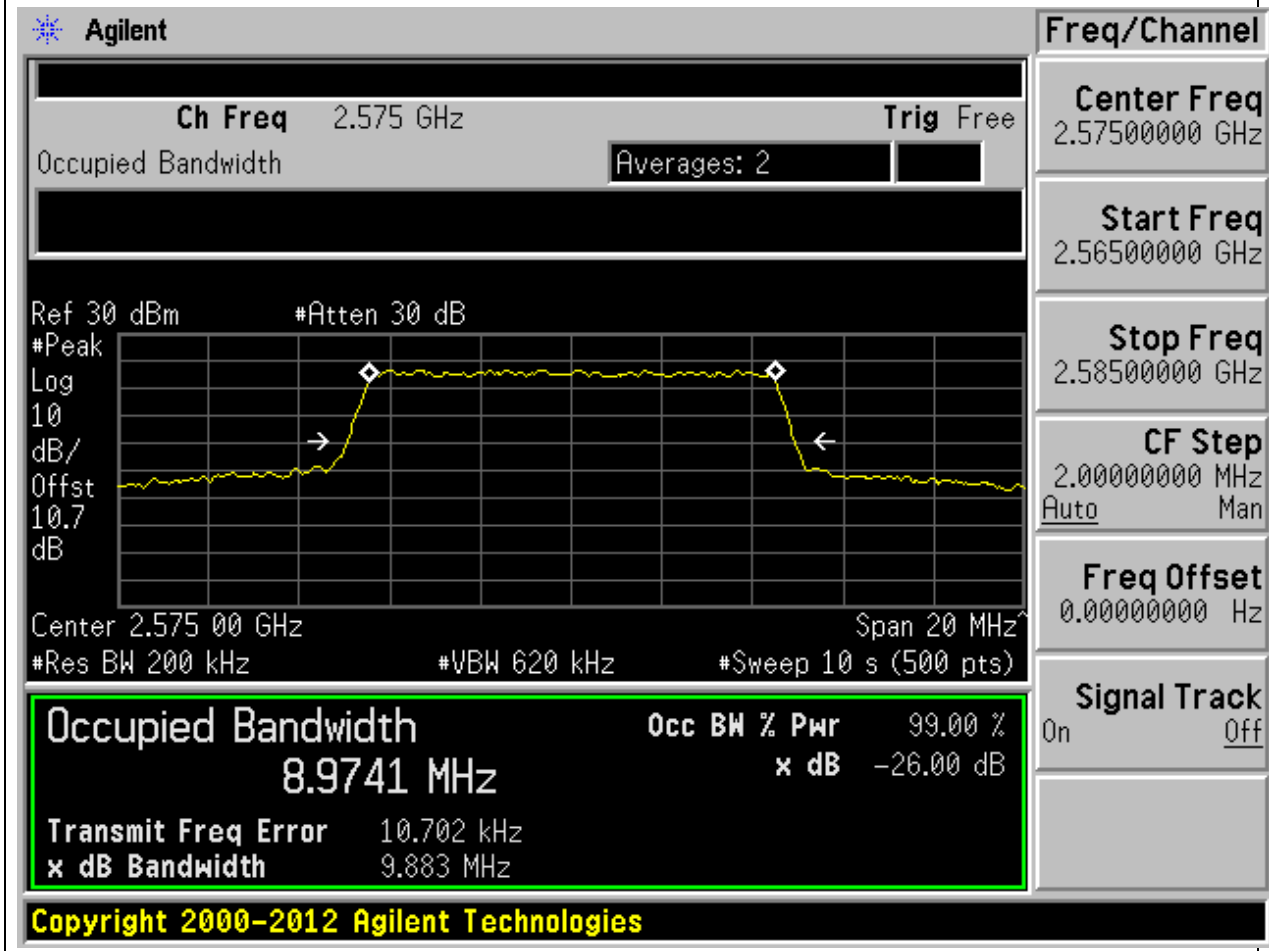 Agilent
Freq/Channel
Ch Freq 2.575 GHz Trig Free
Occupied Bandwidth Averages: 2
Ref 30 dBm #Atten 30 dB
#Peak
Log
10
dB/
Offst
10.7
dB
Center 2.575 00 GHz Span 20 MHz^
#Res BW 200 kHz #VBW 620 kHz #Sweep 10 s (500 pts)
Occupied Bandwidth Occ BW % Pwr 99.00 %
8.9741 MHz x dB -26.00 dB
Transmit Freq Error 10.702 kHz
x dB Bandwidth 9.883 MHz
Copyright 2000-2012 Agilent Technologies
Center Freq
2.57500000 GHz
Start Freq
2.56500000 GHz
Stop Freq
2.58500000 GHz
CF Step
2.00000000 MHz
Auto Man
Freq Offset
0.00000000 Hz
Signal Track
On Off